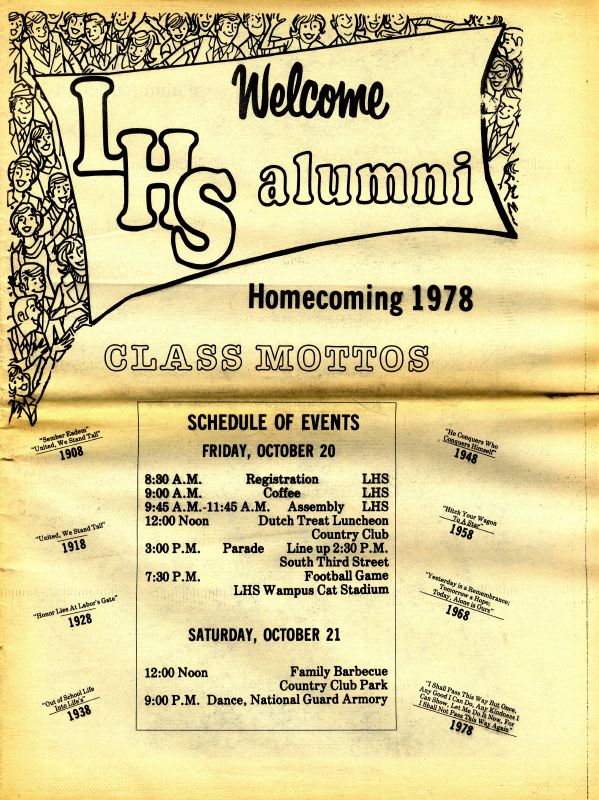 Welcome
LHS alumni
Homecoming 1978
CLASS MOTTOS
"Sember Eadem"
"United, We Stand Tall"
1908
"United, We Stand Tall"
1918
"Honor Lies At Labor's Gate"
1928
"Out of School Life
Into Life's"
1938
SCHEDULE OF EVENTS
FRIDAY, OCTOBER 20
8:30 A.M. Registration LHS
9:00 A.M. Coffee LHS
9:45 A.M.-11:45 A.M. Assembly LHS
12:00 Noon Dutch Treat Luncheon
Country Club
3:00 P.M. Parade Line up 2:30 P.M.
South Third Street
7:30 P.M. Football Game
LHS Wampus Cat Stadium
SATURDAY, OCTOBER 21
12:00 Noon Family Barbecue
Country Club Park
9:00 P.M. Dance, National Guard Armory
"He Conquers Who
Conquers Himself"
1948
"Hitch Your Wagon
To A Star"
1958
"Yesterday is a Remembrance;
Tomorrow a Hope;
Today, Alone is Ours"
1968
"I Shall Pass This Way But Once,
Any Good I Can Do, Any Kindness I
Can Show, Let Me Do It Now, For
I Shall Not Pass This Way Again"
1978